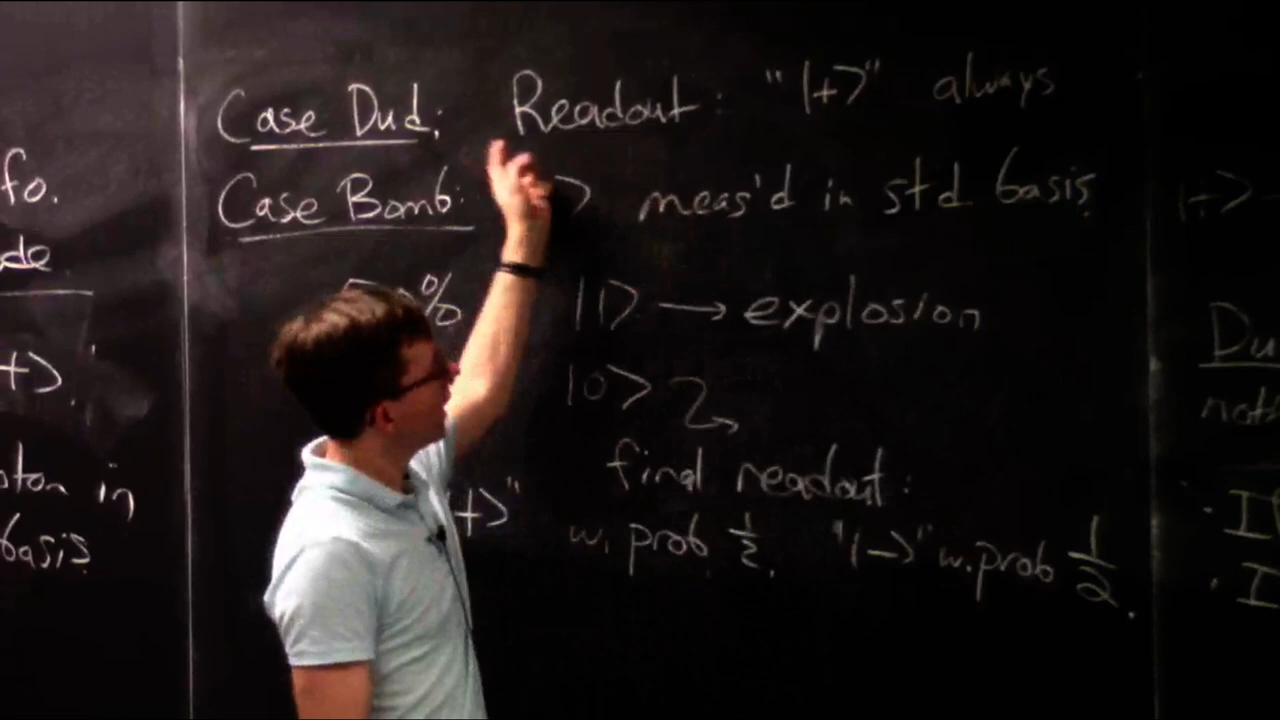 fo.
de
+>"
in
basis
Case Dud: Readout: "|+>" always
Case Bomb: > meas'd in std basis.
% |1> → explosion
|0>
final readout:
+>" w. prob 1/2, "|->" w. prob 1/2.
|+>
Du